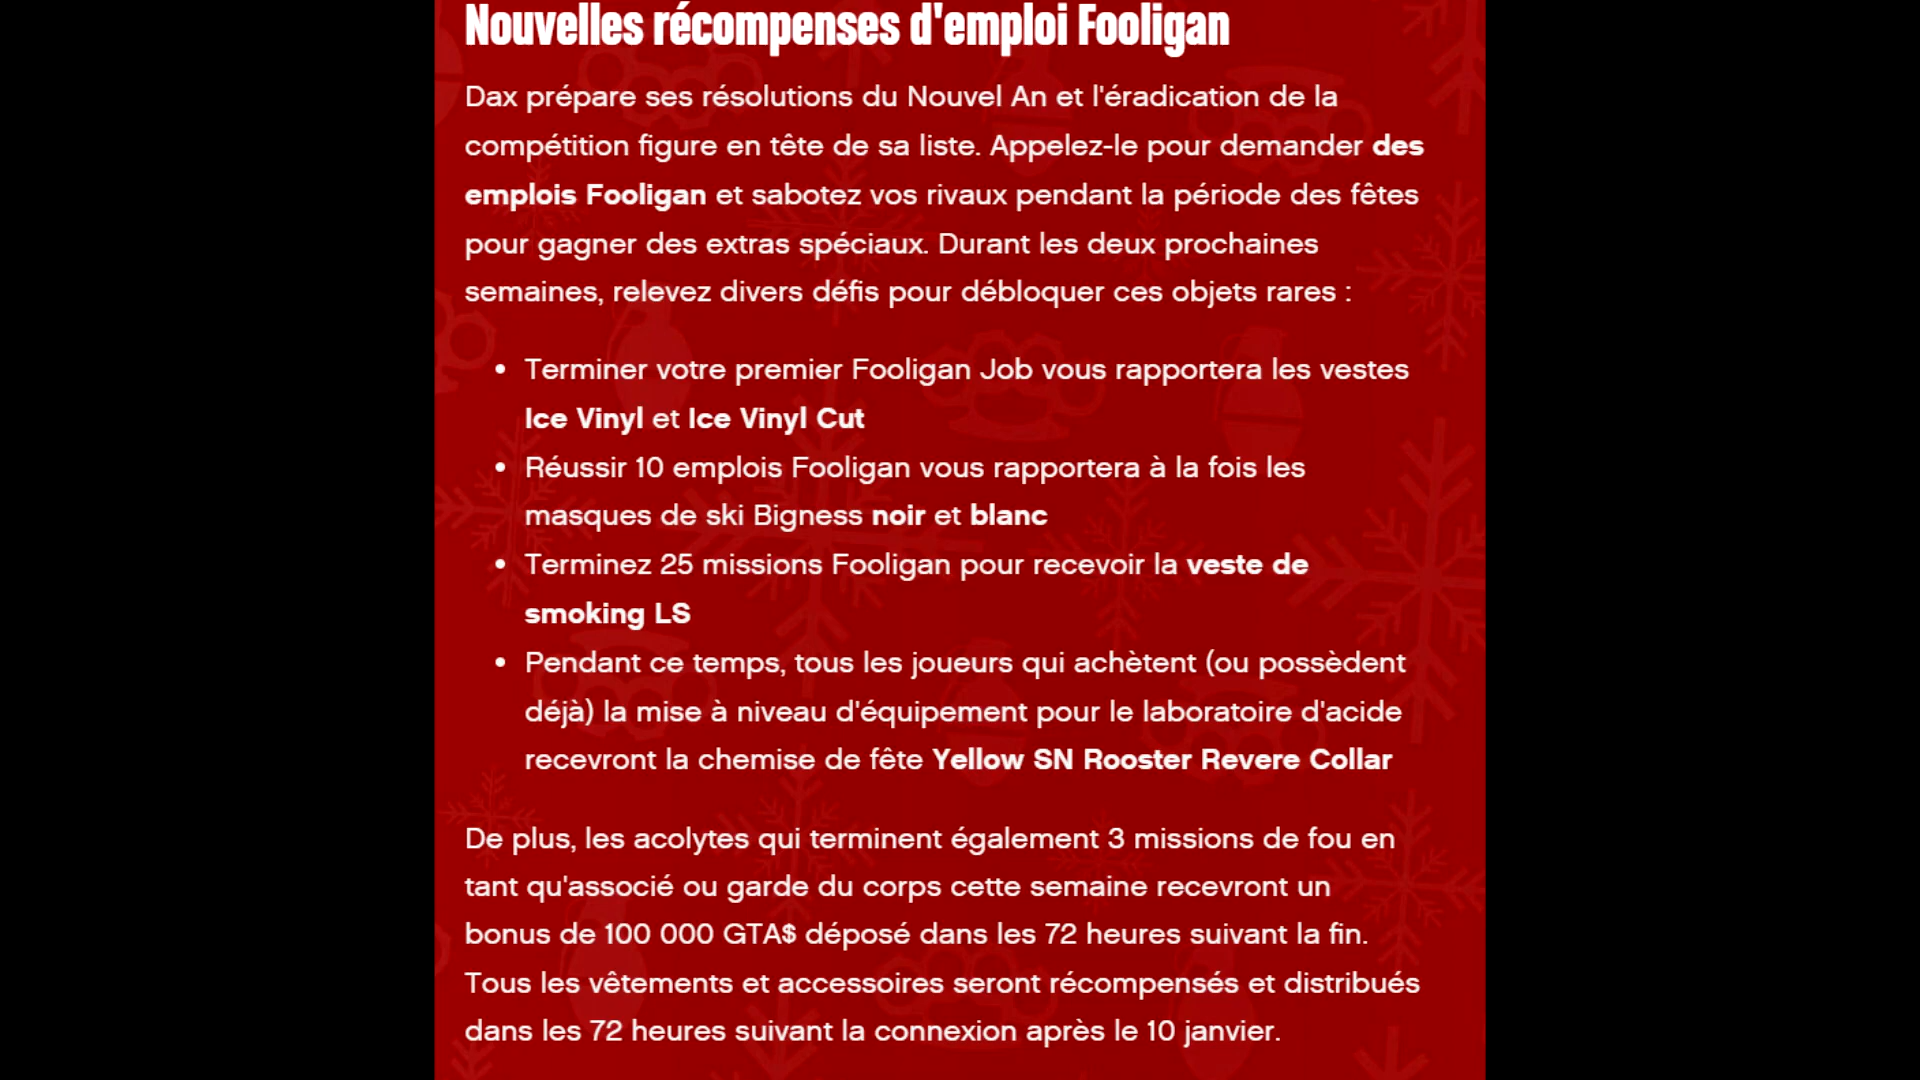 Nouvelles récompenses d'emploi Fooligan
Dax prépare ses résolutions du Nouvel An et l'éradication de la
compétition figure en tête de sa liste. Appelez-le pour demander des
emplois Fooligan et sabotez vos rivaux pendant la période des fêtes
pour gagner des extras spéciaux. Durant les deux prochaines
semaines, relevez divers défis pour débloquer ces objets rares :
• Terminer votre premier Fooligan Job vous rapportera les vestes
Ice Vinyl et Ice Vinyl Cut
• Réussir 10 emplois Fooligan vous rapportera à la fois les
masques de ski Bigness noir et blanc
• Terminez 25 missions Fooligan pour recevoir la veste de
smoking LS
• Pendant ce temps, tous les joueurs qui achètent (ou possèdent
déjà) la mise à niveau d'équipement pour le laboratoire d'acide
recevront la chemise de fête Yellow SN Rooster Revere Collar
De plus, les acolytes qui terminent également 3 missions de fou en
tant qu'associé ou garde du corps cette semaine recevront un
bonus de 100 000 GTA$ déposé dans les 72 heures suivant la fin.
Tous les vêtements et accessoires seront récompensés et distribués
dans les 72 heures suivant la connexion après le 10 janvier.